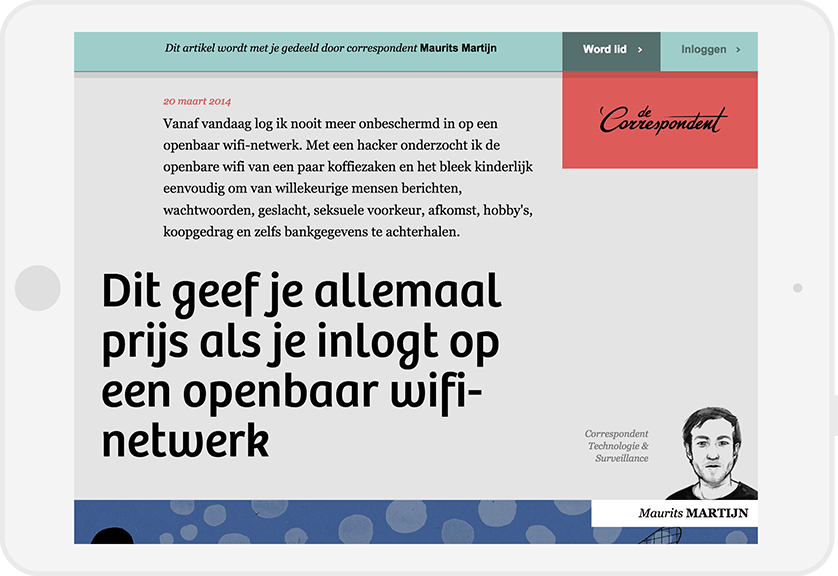 Dit artikel wordt met je gedeeld door correspondent Maurits Martijn
Word lid ›
Inloggen ›
de Correspondent
20 maart 2014
Vanaf vandaag log ik nooit meer onbeschermd in op een
openbaar wifi-netwerk. Met een hacker onderzocht ik de
openbare wifi van een paar koffiezaken en het bleek kinderlijk
eenvoudig om van willekeurige mensen berichten,
wachtwoorden, geslacht, seksuele voorkeur, afkomst, hobby's,
koopgedrag en zelfs bankgegevens te achterhalen.
Dit geef je allemaal
prijs als je inlogt op
een openbaar wifi-
netwerk
Correspondent
Technologie &
Surveillance
Maurits MARTIJN